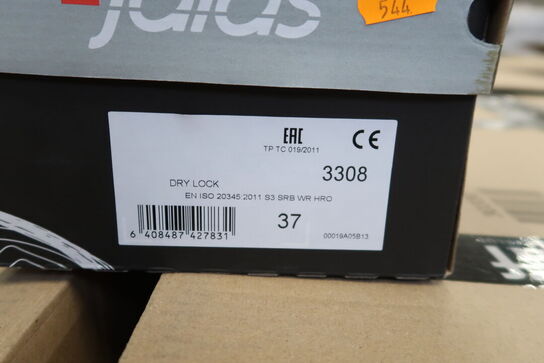 jalas
544
EAC
TP TC 019/2011
CE
3308
DRY LOCK
EN ISO 20345:2011 S3 SRB WR HRO
37
6 408487 427831
00019A05B13